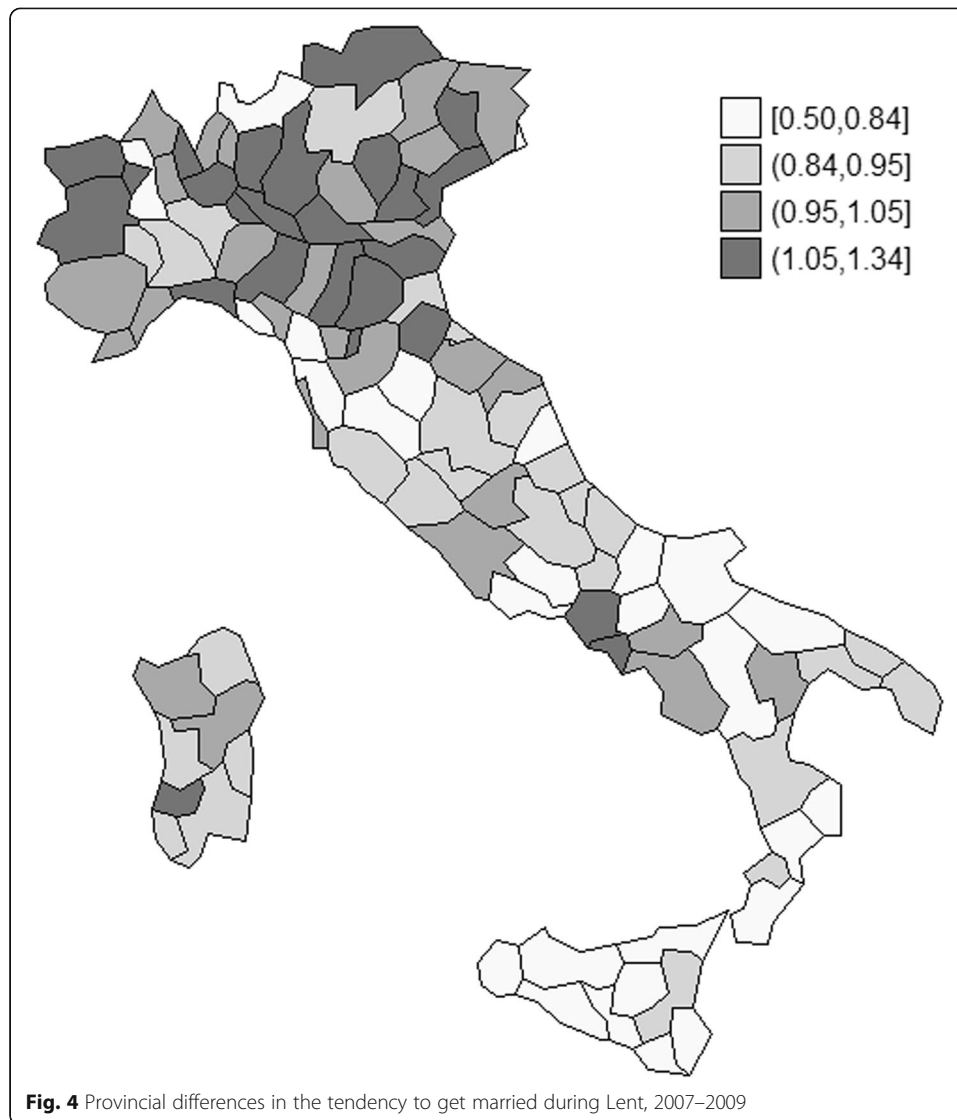 [0.50,0.84]
(0.84,0.95]
(0.95,1.05]
(1.05,1.34]
Fig. 4 Provincial differences in the tendency to get married during Lent, 2007–2009